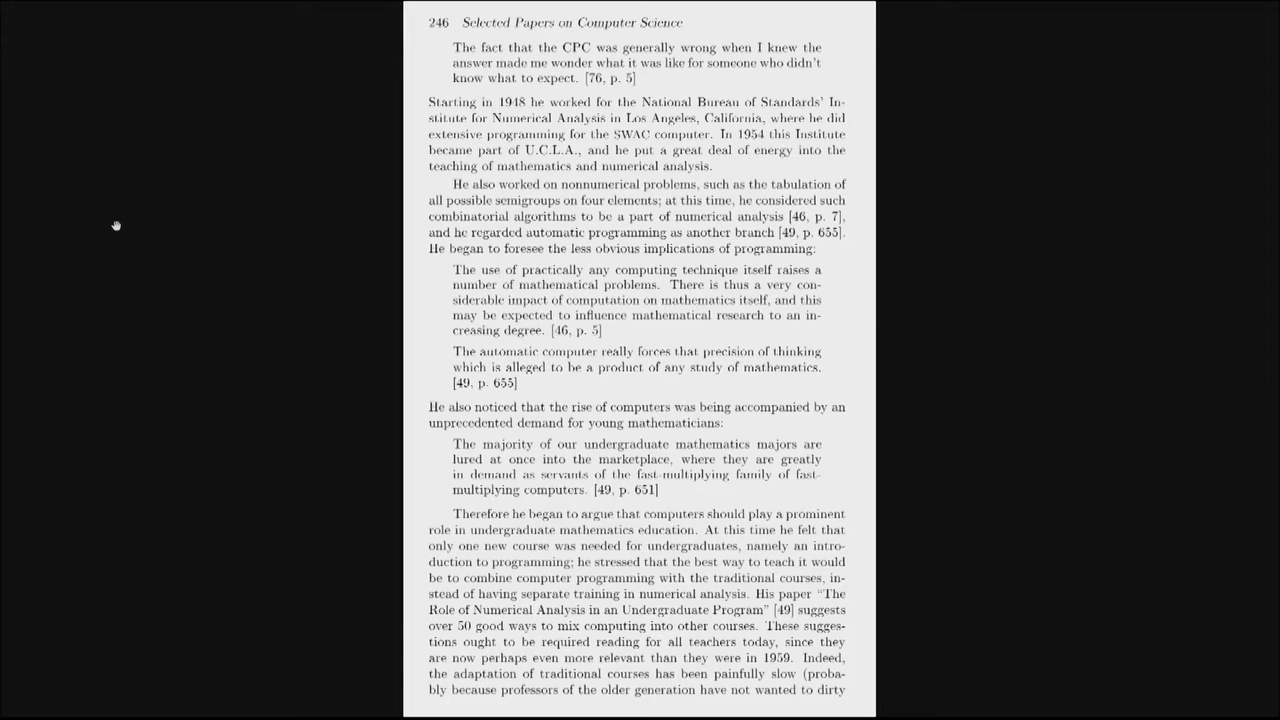 246 Selected Papers on Computer Science
The fact that the CPC was generally wrong when I knew the
answer made me wonder what it was like for someone who didn't
know what to expect. [76, p. 5]
Starting in 1948 he worked for the National Bureau of Standards' In-
stitute for Numerical Analysis in Los Angeles, California, where he did
extensive programming for the SWAC computer. In 1954 this Institute
became part of U.C.L.A., and he put a great deal of energy into the
teaching of mathematics and numerical analysis.
He also worked on nonnumerical problems, such as the tabulation of
all possible semigroups on four elements; at this time, he considered such
combinatorial algorithms to be a part of numerical analysis [46, p. 7],
and he regarded automatic programming as another branch [49, p. 655].
He began to foresee the less obvious implications of programming:
The use of practically any computing technique itself raises a
number of mathematical problems. There is thus a very con-
siderable impact of computation on mathematics itself, and this
may be expected to influence mathematical research to an in-
creasing degree. [46, p. 5]
The automatic computer really forces that precision of thinking
which is alleged to be a product of any study of mathematics.
[49, p. 655]
He also noticed that the rise of computers was being accompanied by an
unprecedented demand for young mathematicians:
The majority of our undergraduate mathematics majors are
lured at once into the marketplace, where they are greatly
in demand as servants of the fast-multiplying family of fast-
multiplying computers. [49, p. 651]
Therefore he began to argue that computers should play a prominent
role in undergraduate mathematics education. At this time he felt that
only one new course was needed for undergraduates, namely an intro-
duction to programming; he stressed that the best way to teach it would
be to combine computer programming with the traditional courses, in-
stead of having separate training in numerical analysis. His paper "The
Role of Numerical Analysis in an Undergraduate Program" [49] suggests
over 50 good ways to mix computing into other courses. These sugges-
tions ought to be required reading for all teachers today, since they
are now perhaps even more relevant than they were in 1959. Indeed,
the adaptation of traditional courses has been painfully slow (proba-
bly because professors of the older generation have not wanted to dirty